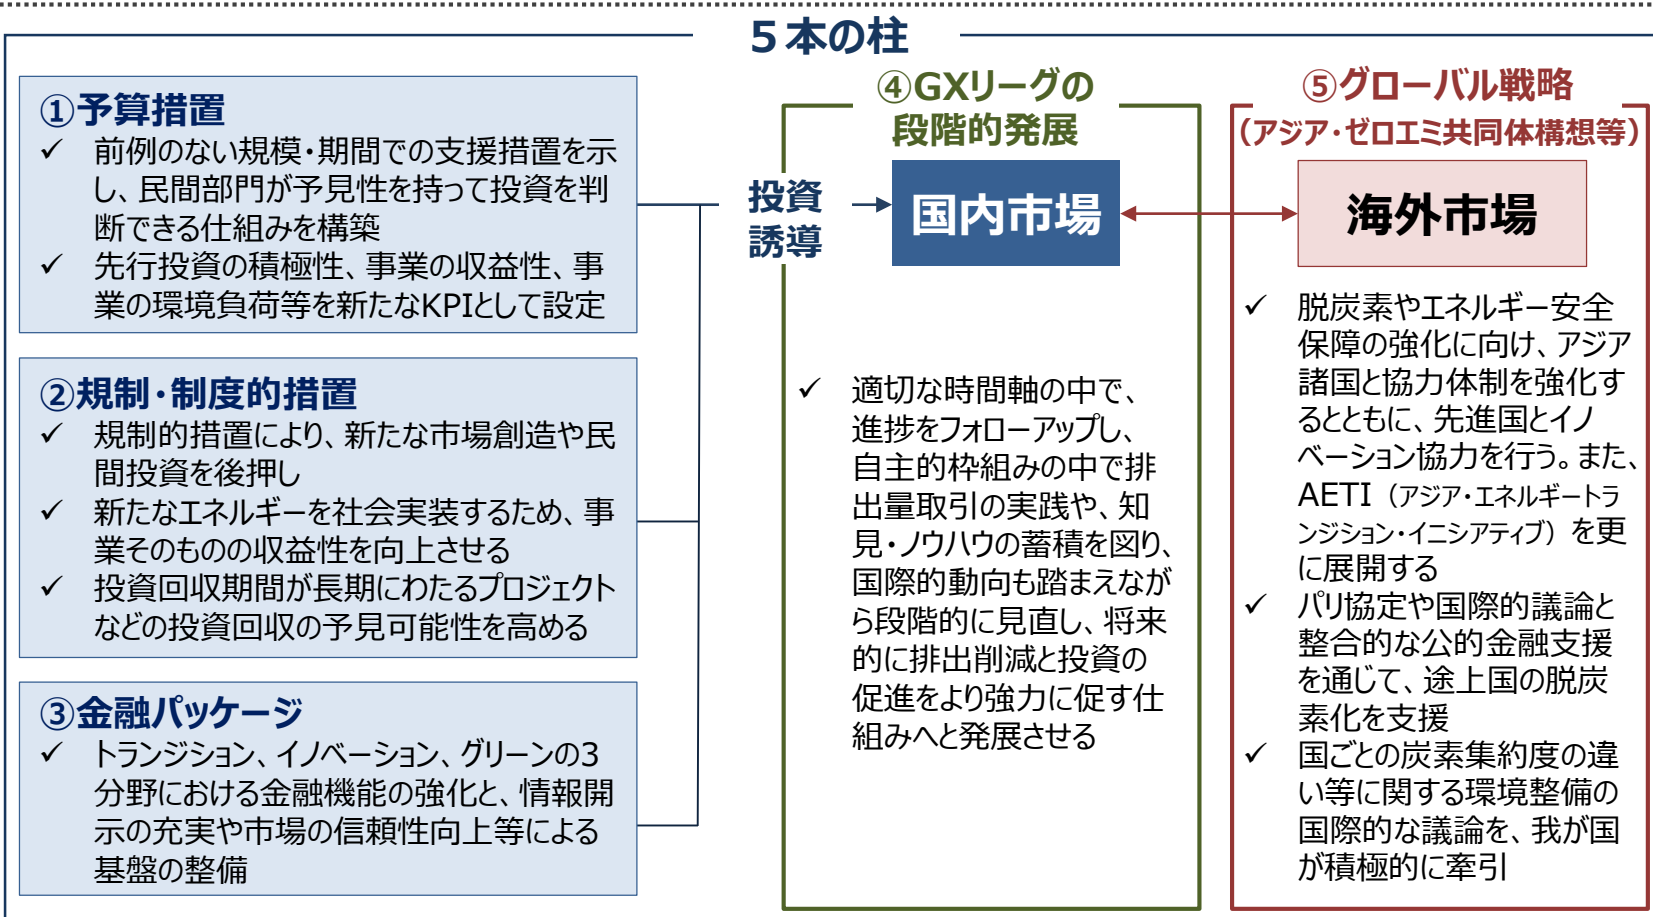 ５本の柱
①予算措置
✓ 前例のない規模・期間での支援措置を示
し、民間部門が予見性を持って投資を判
断できる仕組みを構築
✓ 先行投資の積極性、事業の収益性、事
業の環境負荷等を新たなKPIとして設定
②規制・制度的措置
✓ 規制的措置により、新たな市場創造や民
間投資を後押し
✓ 新たなエネルギーを社会実装するため、事
業そのものの収益性を向上させる
✓ 投資回収期間が長期にわたるプロジェクト
などの投資回収の予見可能性を高める
③金融パッケージ
✓ トランジション、イノベーション、グリーンの3
分野における金融機能の強化と、情報開
示の充実や市場の信頼性向上等による
基盤の整備
投資
誘導
④GXリーグの
段階的発展
国内市場
✓ 適切な時間軸の中で、
進捗をフォローアップし、
自主的枠組みの中で排
出量取引の実践や、知
見・ノウハウの蓄積を図り、
国際的動向も踏まえなが
ら段階的に見直し、将来
的に排出削減と投資の
促進をより強力に促す仕
組みへと発展させる
⑤グローバル戦略
（アジア・ゼロエミ共同体構想等）
海外市場
✓ 脱炭素やエネルギー安全
保障の強化に向け、アジア
諸国と協力体制を強化す
るとともに、先進国とイノ
ベーション協力を行う。また、
AETI（アジア・エネルギートラ
ンジション・イニシアティブ）を更
に展開する
✓ パリ協定や国際的議論と
整合的な公的金融支援
を通じて、途上国の脱炭
素化を支援
✓ 国ごとの炭素集約度の違
い等に関する環境整備の
国際的な議論を、我が国
が積極的に牽引